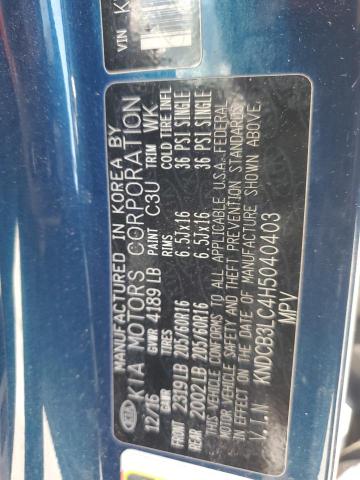 VIN K
MANUFACTURED IN KOREA BY
KIA MOTORS CORPORATION
12/16 GVWR 4189 LB PAINT C3U TRIM WK
GAWR TIRES RIMS COLD TIRE INFL
FRONT 2319 LB 205/60R16 6.5Jx16 36 PSI SINGLE
REAR 2002 LB 205/60R16 6.5Jx16 36 PSI SINGLE
THIS VEHICLE CONFORMS TO ALL APPLICABLE U.S.A. FEDERAL
MOTOR VEHICLE SAFETY AND THEFT PREVENTION STANDARDS
IN EFFECT ON THE DATE OF MANUFACTURE SHOWN ABOVE.
V.I.N KNDCB3LC4H5040403
MPV